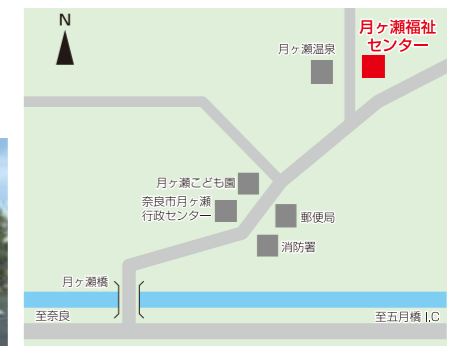 N
月ヶ瀬福祉
センター
月ヶ瀬温泉
月ヶ瀬こども園
奈良市月ヶ瀬
行政センター
郵便局
消防署
月ヶ瀬橋
至奈良
至五月橋 I.C